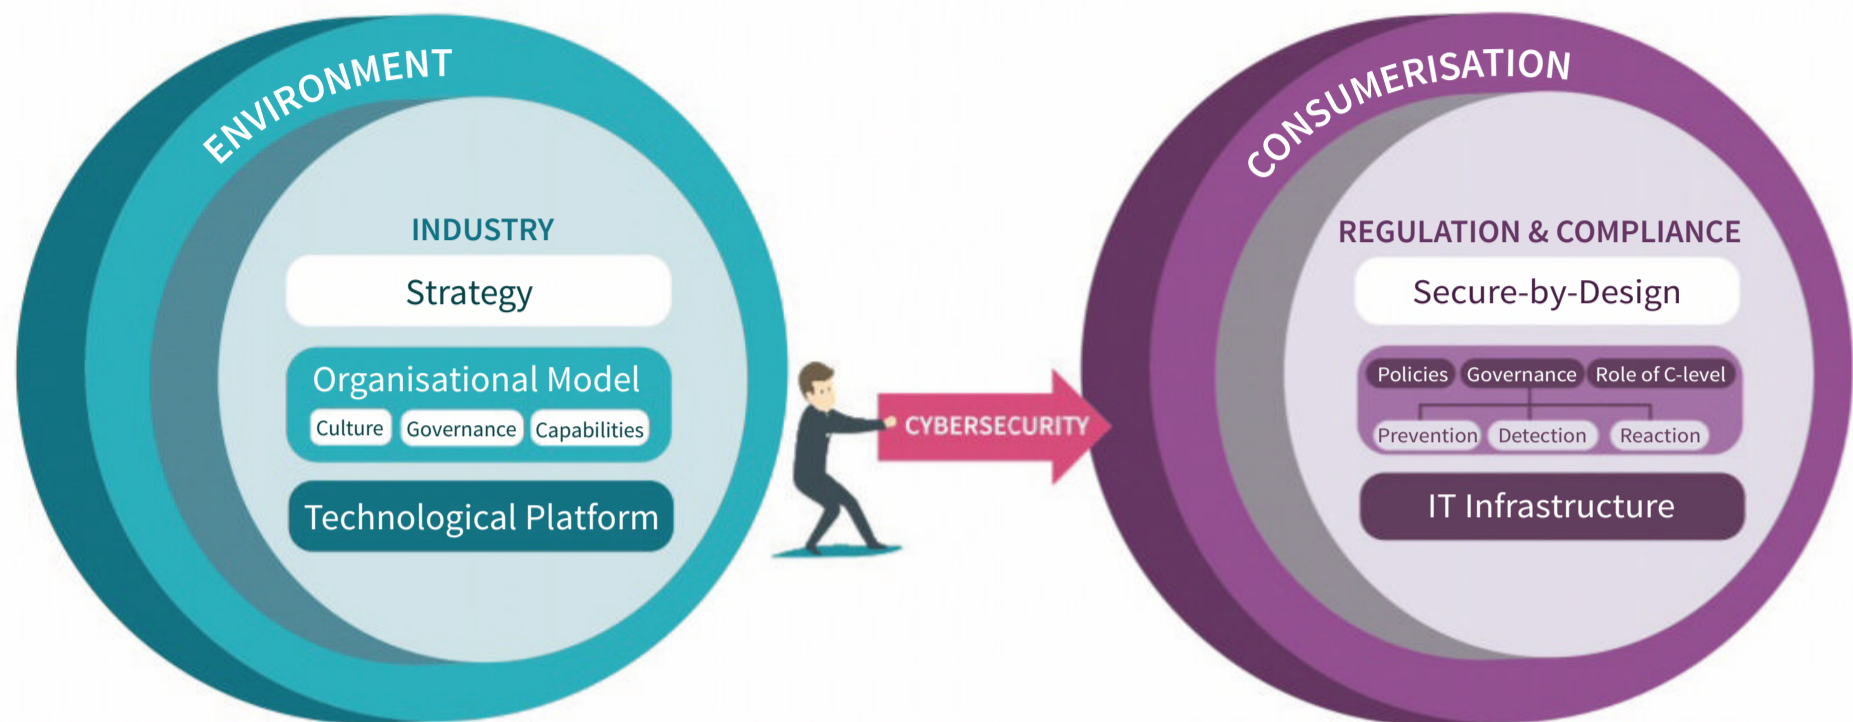 ENVIRONMENT
INDUSTRY
Strategy
Organisational Model
Culture Governance Capabilities
Technological Platform
CYBERSECURITY
CONSUMERISATION
REGULATION & COMPLIANCE
Secure-by-Design
Policies Governance Role of C-level
Prevention Detection Reaction
IT Infrastructure